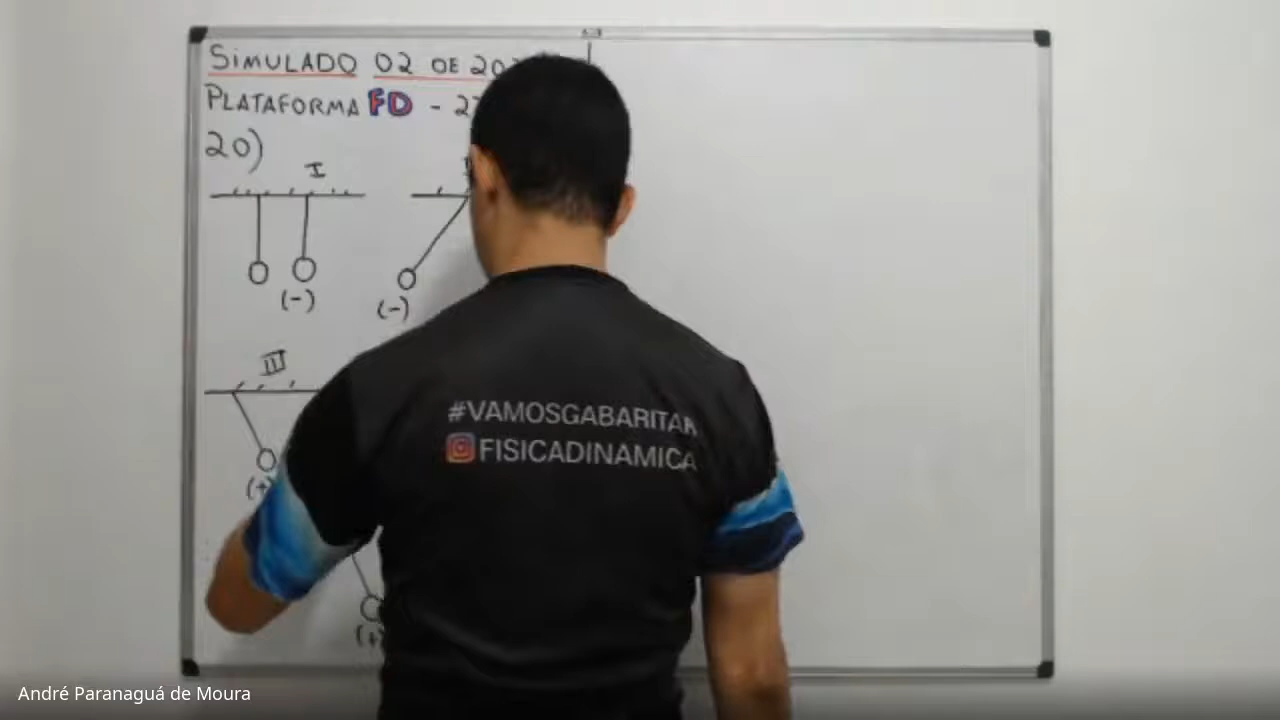 SIMULADO 02 DE
PLATAFORMA FD -
20)
I
(-)
(-)
III
(+)
(+)
#VAMOSGABARITAR
FISICADINAMICA
André Paranaguá de Moura